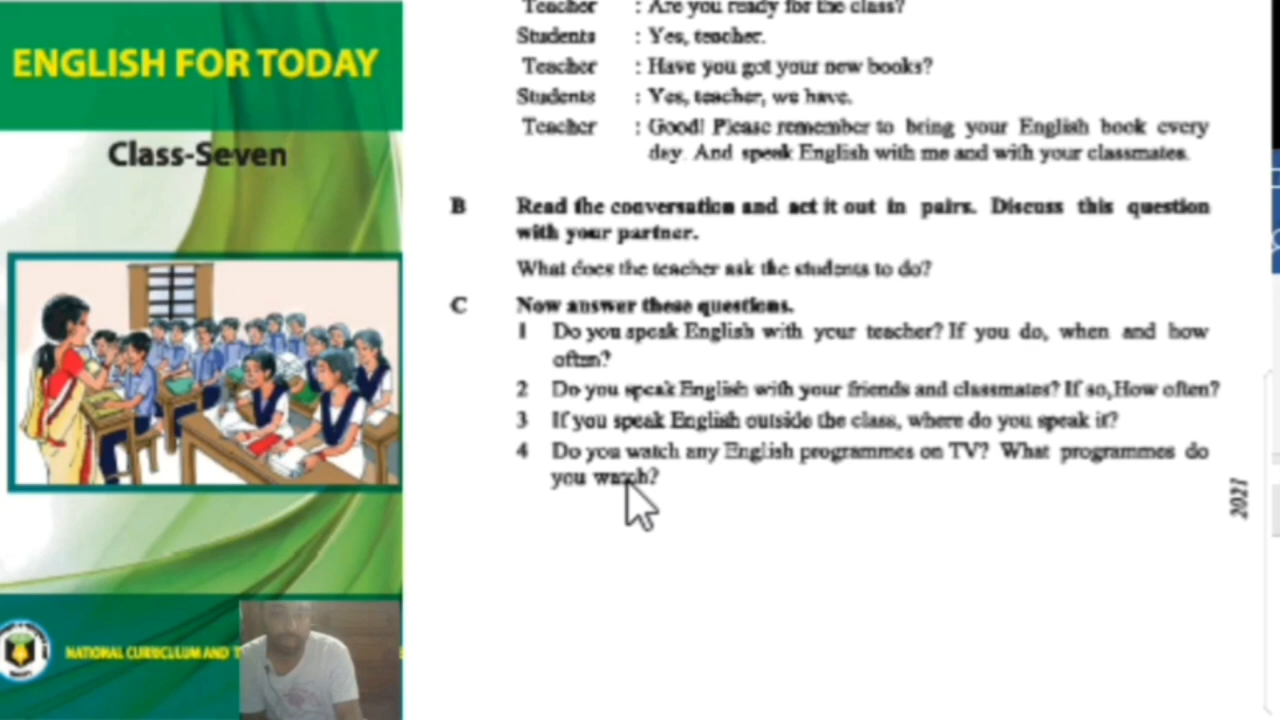 ENGLISH FOR TODAY
Class-Seven
NATIONAL CURRICULUM AND
Teacher : Are you ready for the class?
Students : Yes, teacher.
Teacher : Have you got your new books?
Students : Yes, teacher, we have.
Teacher : Good! Please remember to bring your English book every
day. And speak English with me and with your classmates.
B Read the conversation and act it out in pairs. Discuss this question
with your partner.
What does the teacher ask the students to do?
C Now answer these questions.
1 Do you speak English with your teacher? If you do, when and how
often?
2 Do you speak English with your friends and classmates? If so,How often?
3 If you speak English outside the class, where do you speak it?
4 Do you watch any English programmes on TV? What programmes do
you watch?
2021